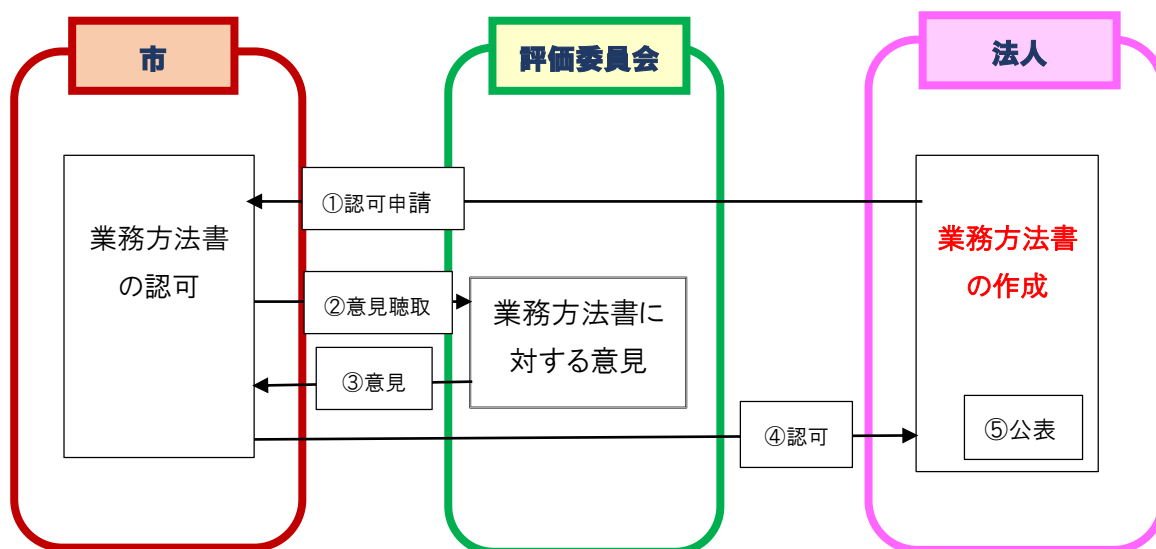 市
評価委員会
法人
①認可申請
業務方法書
の認可
業務方法書
の作成
②意見聴取
業務方法書に
対する意見
③意見
④認可
⑤公表